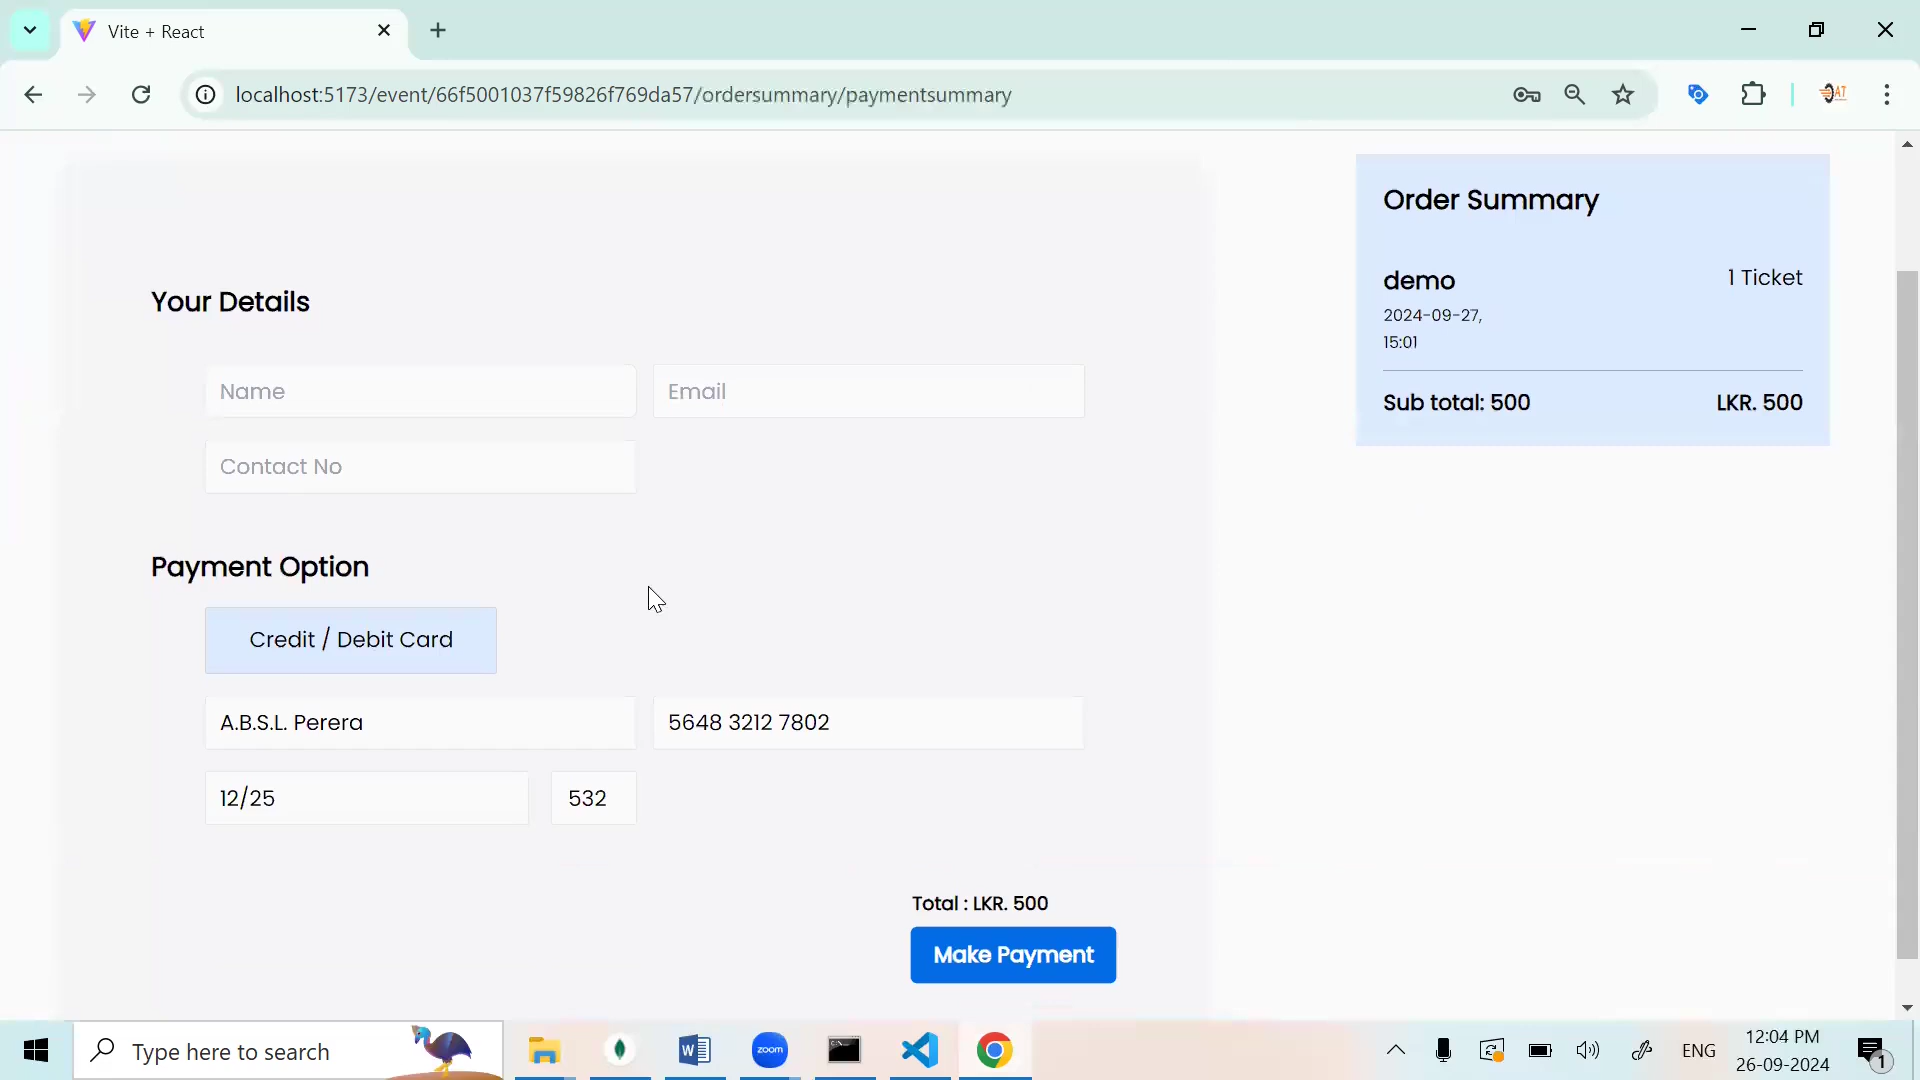 Vite + React
localhost:5173/event/66f5001037f59826f769da57/ordersummary/paymentsummary
Order Summary
demo
1 Ticket
2024-09-27,
15:01
Sub total: 500
LKR. 500
Your Details
Name
Email
Contact No
Payment Option
Credit / Debit Card
A.B.S.L. Perera
5648 3212 7802
12/25
532
Total : LKR. 500
Make Payment
Type here to search
zoom
ENG
12:04 PM
26-09-2024
1